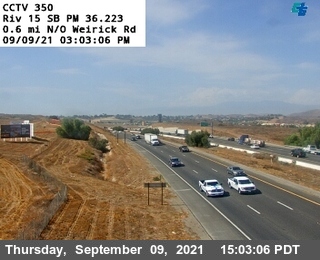 CCTV 350
Riv 15 SB PM 36.223
0.6 mi N/O Weirick Rd
09/09/21 03:03:06 PM
Thursday, September 09, 2021 15:03:06 PDT